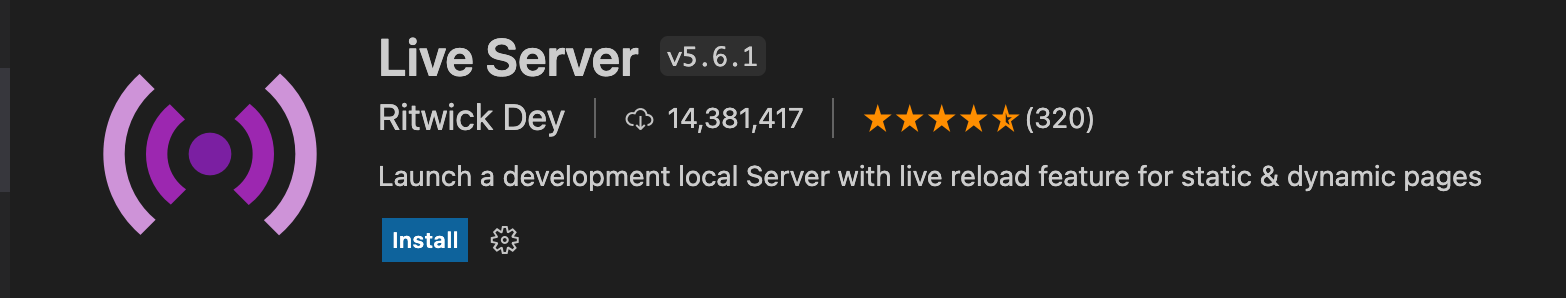 Live Server v5.6.1
Ritwick Dey 14,381,417 (320)
Launch a development local Server with live reload feature for static & dynamic pages
Install